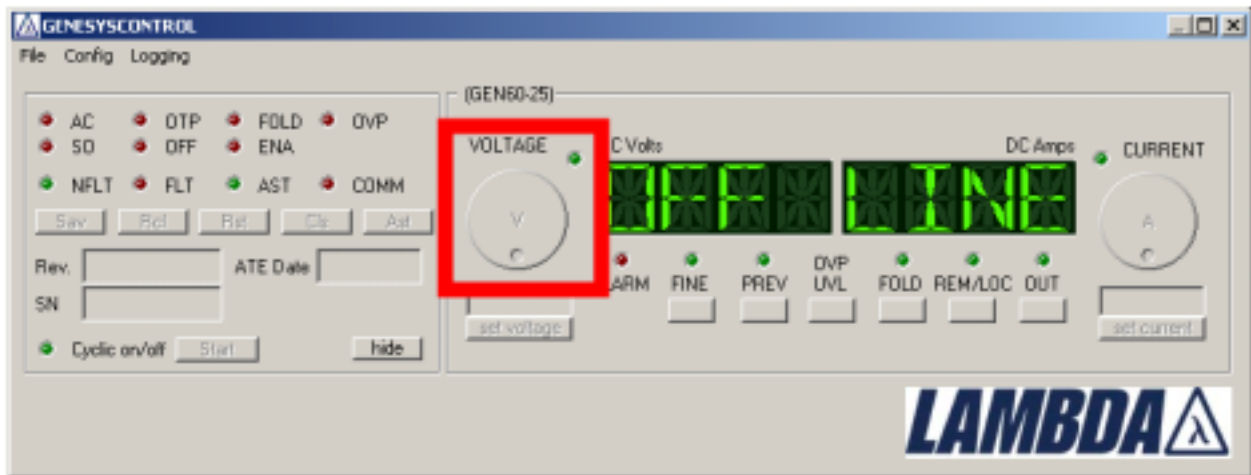 GENESYSCONTROL
File Config Logging
(GEN60-25)
AC OTP FOLD OVP
SO OFF ENA
NFLT FLT AST COMM
Sav Rcl Rst Cls Ast
Rev. ATE Date
SN
Cyclic on/off Start hide
VOLTAGE C Volts DC Amps CURRENT
V OFF LINE A
ARM FINE PREV OVP UVL FOLD REM/LOC OUT
set voltage set current
LAMBDA λ